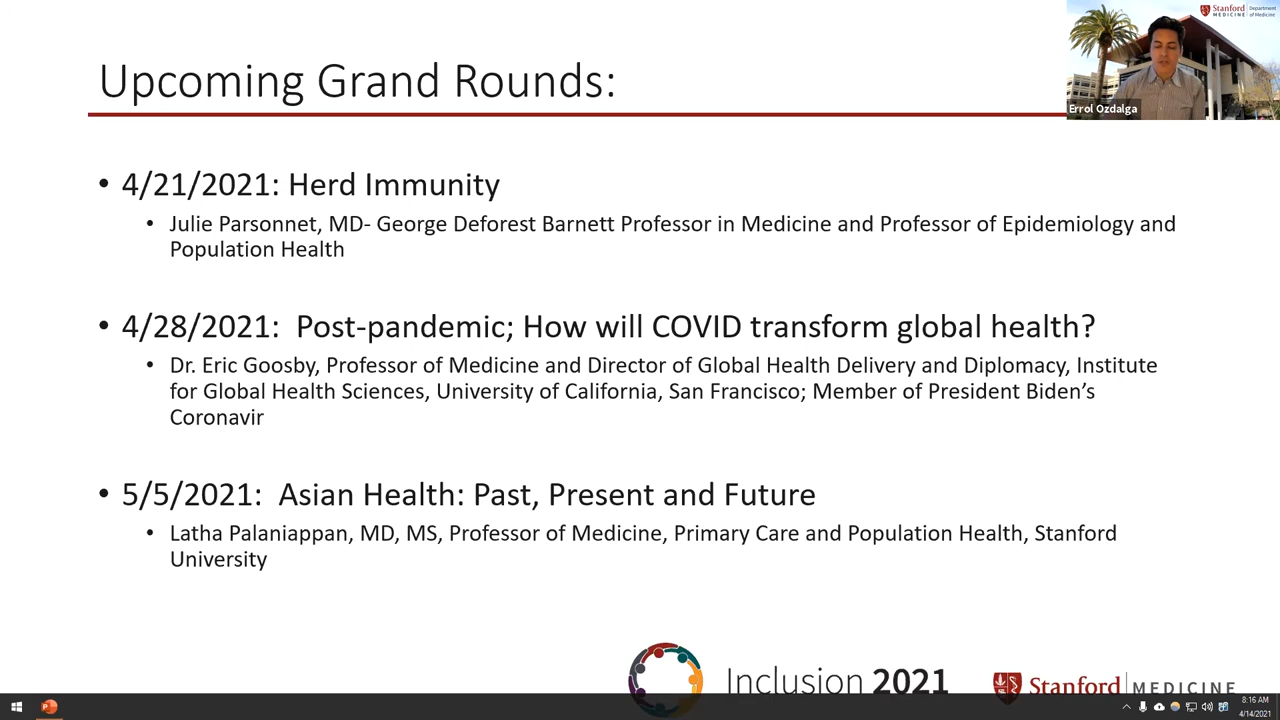 Stanford MEDICINE Department of Medicine
Errol Ozdalga
Upcoming Grand Rounds:
• 4/21/2021: Herd Immunity
• Julie Parsonnet, MD- George Deforest Barnett Professor in Medicine and Professor of Epidemiology and
Population Health
• 4/28/2021:  Post-pandemic; How will COVID transform global health?
• Dr. Eric Goosby, Professor of Medicine and Director of Global Health Delivery and Diplomacy, Institute
for Global Health Sciences, University of California, San Francisco; Member of President Biden’s
Coronavir
• 5/5/2021:  Asian Health: Past, Present and Future
• Latha Palaniappan, MD, MS, Professor of Medicine, Primary Care and Population Health, Stanford
University
Inclusion 2021
Stanford MEDICINE
8:16 AM
4/14/2021